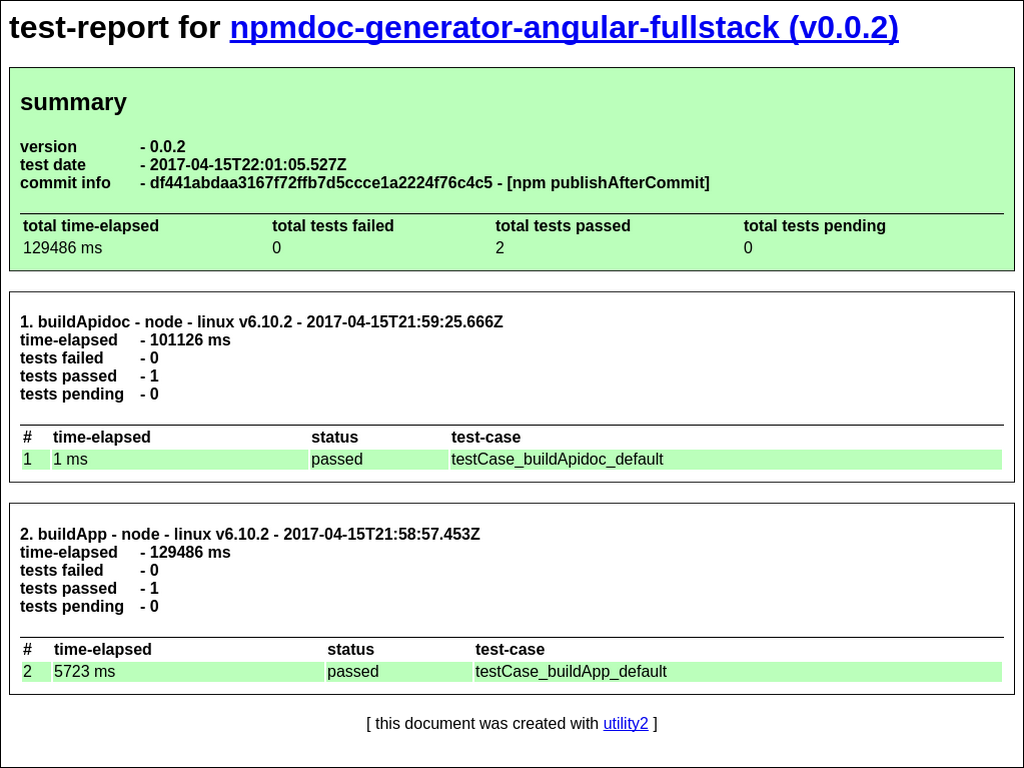 test-report for npmdoc-generator-angular-fullstack (v0.0.2)
summary
version - 0.0.2
test date - 2017-04-15T22:01:05.527Z
commit info - df441abdaa3167f72ffb7d5ccce1a2224f76c4c5 - [npm publishAfterCommit]
total time-elapsed total tests failed total tests passed total tests pending
129486 ms 0 2 0
1. buildApidoc - node - linux v6.10.2 - 2017-04-15T21:59:25.666Z
time-elapsed - 101126 ms
tests failed - 0
tests passed - 1
tests pending - 0
# time-elapsed status test-case
1 1 ms passed testCase_buildApidoc_default
2. buildApp - node - linux v6.10.2 - 2017-04-15T21:58:57.453Z
time-elapsed - 129486 ms
tests failed - 0
tests passed - 1
tests pending - 0
# time-elapsed status test-case
2 5723 ms passed testCase_buildApp_default
[ this document was created with utility2 ]